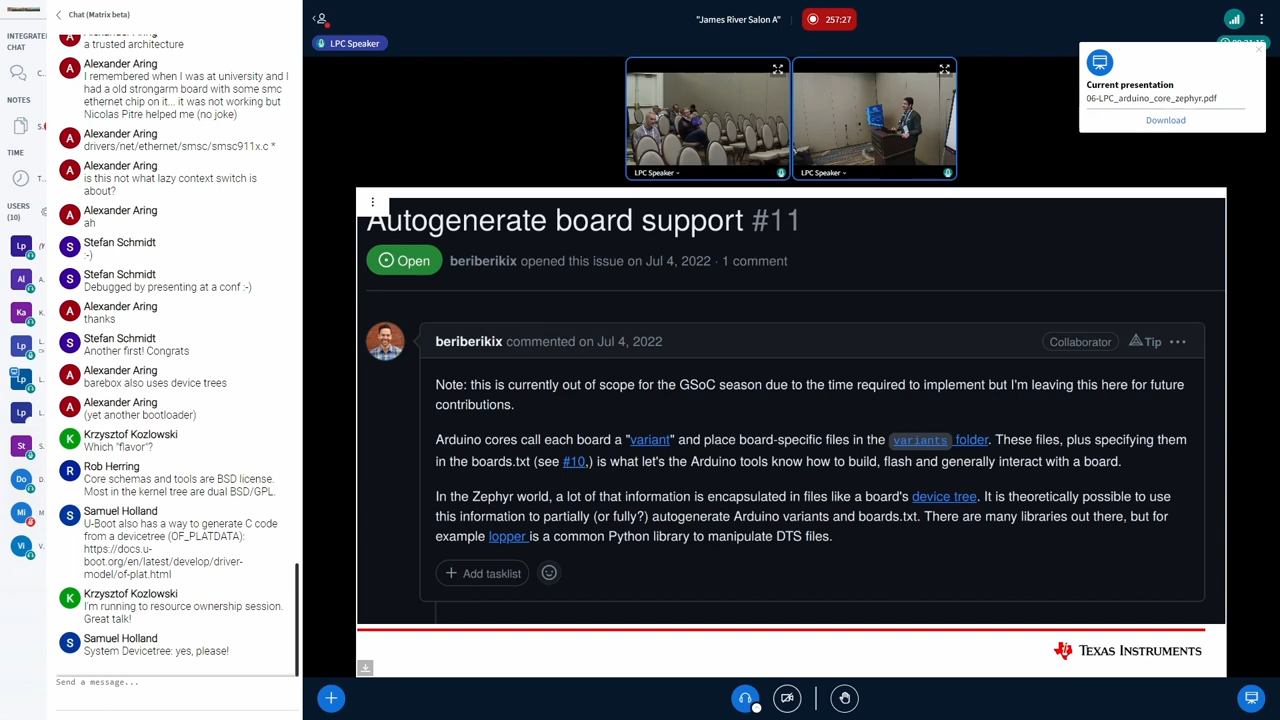 Chat (Matrix beta)
INTEGRATE
CHAT
NOTES
TIME
USERS
(10)
a trusted architecture
Alexander Aring
I remembered when I was at university and I
had a old strongarm board with some smc
ethernet chip on it... it was not working but
Nicolas Pitre helped me (no joke)
Alexander Aring
drivers/net/ethernet/smsc/smsc911x.c *
Alexander Aring
is this not what lazy context switch is
about?
Alexander Aring
ah
Stefan Schmidt
:-)
Stefan Schmidt
Debugged by presenting at a conf :-)
Alexander Aring
thanks
Stefan Schmidt
Another first! Congrats
Alexander Aring
barebox also uses device trees
Alexander Aring
(yet another bootloader)
Krzysztof Kozlowski
Which "flavor"?
Rob Herring
Core schemas and tools are BSD license.
Most in the kernel tree are dual BSD/GPL.
Samuel Holland
U-Boot also has a way to generate C code
from a devicetree (OF_PLATDATA):
https://docs.u-
boot.org/en/latest/develop/driver-
model/of-plat.html
Krzysztof Kozlowski
I'm running to resource ownership session.
Great talk!
Samuel Holland
System Devicetree: yes, please!
Send a message...
"James River Salon A"
257:27
LPC Speaker
LPC Speaker
LPC Speaker
Current presentation
06-LPC_arduino_core_zephyr.pdf
Download
Autogenerate board support #11
Open
beriberikix opened this issue on Jul 4, 2022 · 1 comment
beriberikix commented on Jul 4, 2022
Collaborator
Tip
Note: this is currently out of scope for the GSoC season due to the time required to implement but I'm leaving this here for future
contributions.
Arduino cores call each board a "variant" and place board-specific files in the variants folder. These files, plus specifying them
in the boards.txt (see #10,) is what let's the Arduino tools know how to build, flash and generally interact with a board.
In the Zephyr world, a lot of that information is encapsulated in files like a board's device tree. It is theoretically possible to use
this information to partially (or fully?) autogenerate Arduino variants and boards.txt. There are many libraries out there, but for
example lopper is a common Python library to manipulate DTS files.
Add tasklist
TEXAS INSTRUMENTS